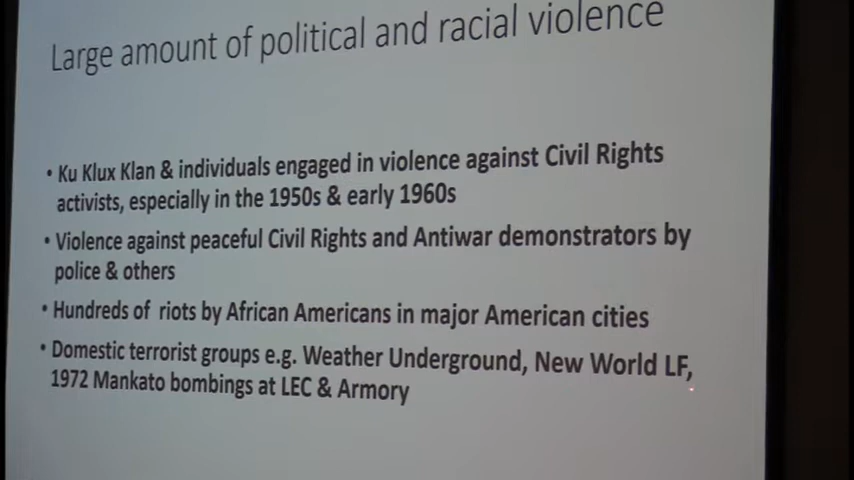 Large amount of political and racial violence
• Ku Klux Klan & individuals engaged in violence against Civil Rights
activists, especially in the 1950s & early 1960s
• Violence against peaceful Civil Rights and Antiwar demonstrators by
police & others
• Hundreds of riots by African Americans in major American cities
• Domestic terrorist groups e.g. Weather Underground, New World LF,
1972 Mankato bombings at LEC & Armory